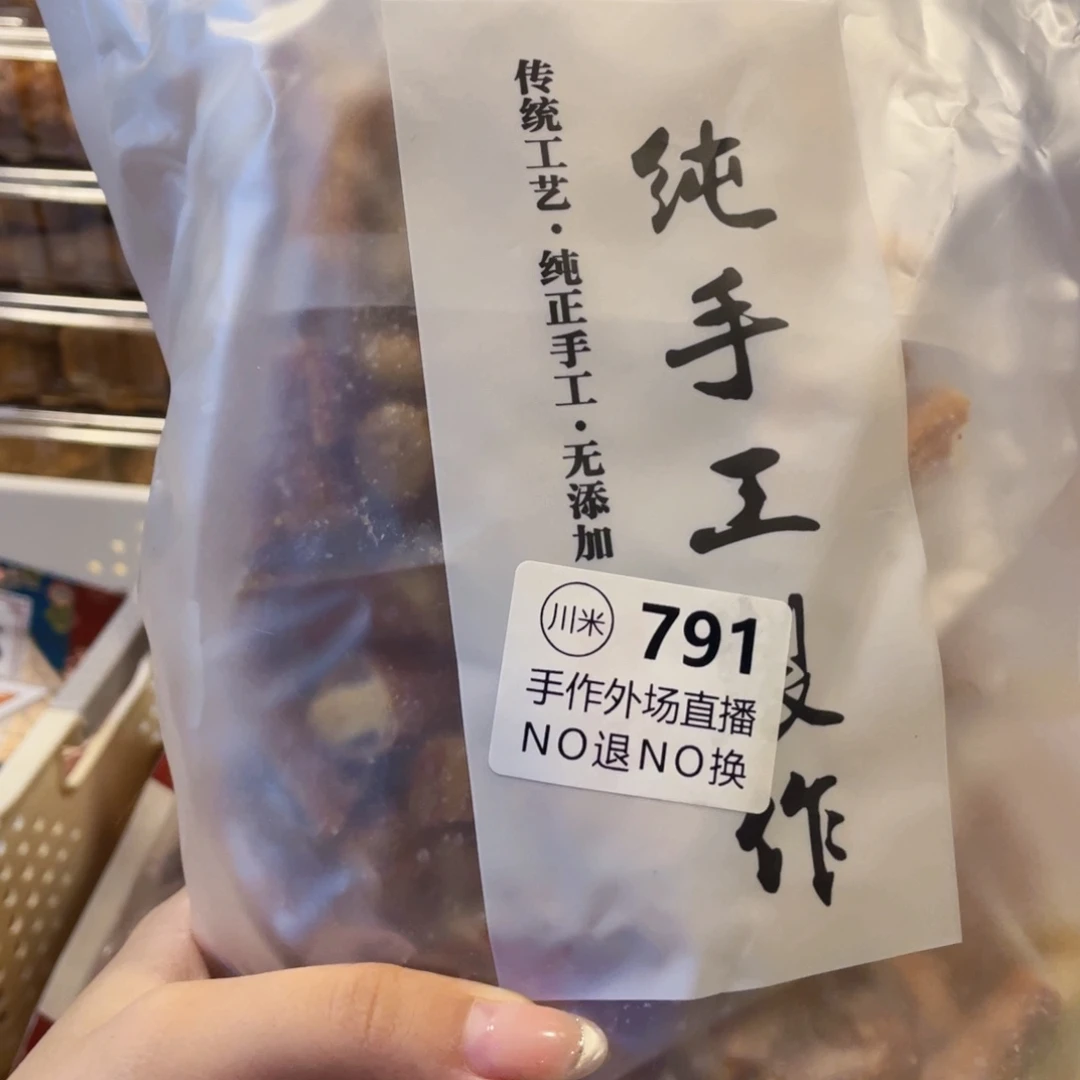 纯手工制作
传统工艺·纯正手工·无添加
川米
791
手作外场直播
NO退NO换